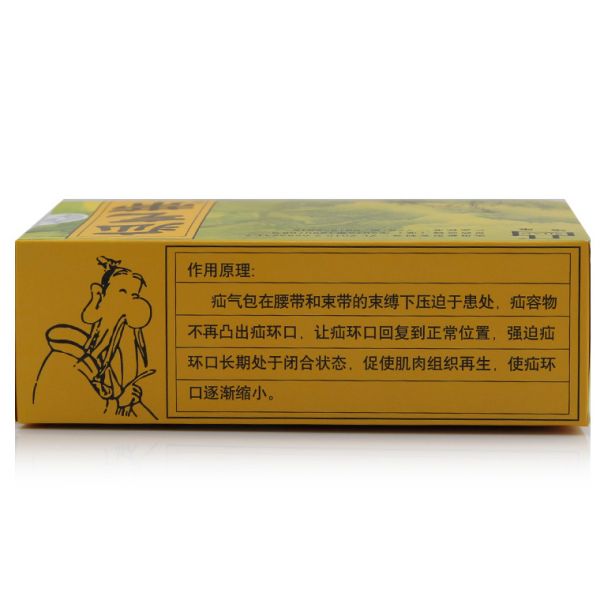 作用原理:
疝气包在腰带和束带的束缚下压迫于患处,疝容物
不再凸出疝环口,让疝环口回复到正常位置,强迫疝
环口长期处于闭合状态,促使肌肉组织再生,使疝环
口逐渐缩小。